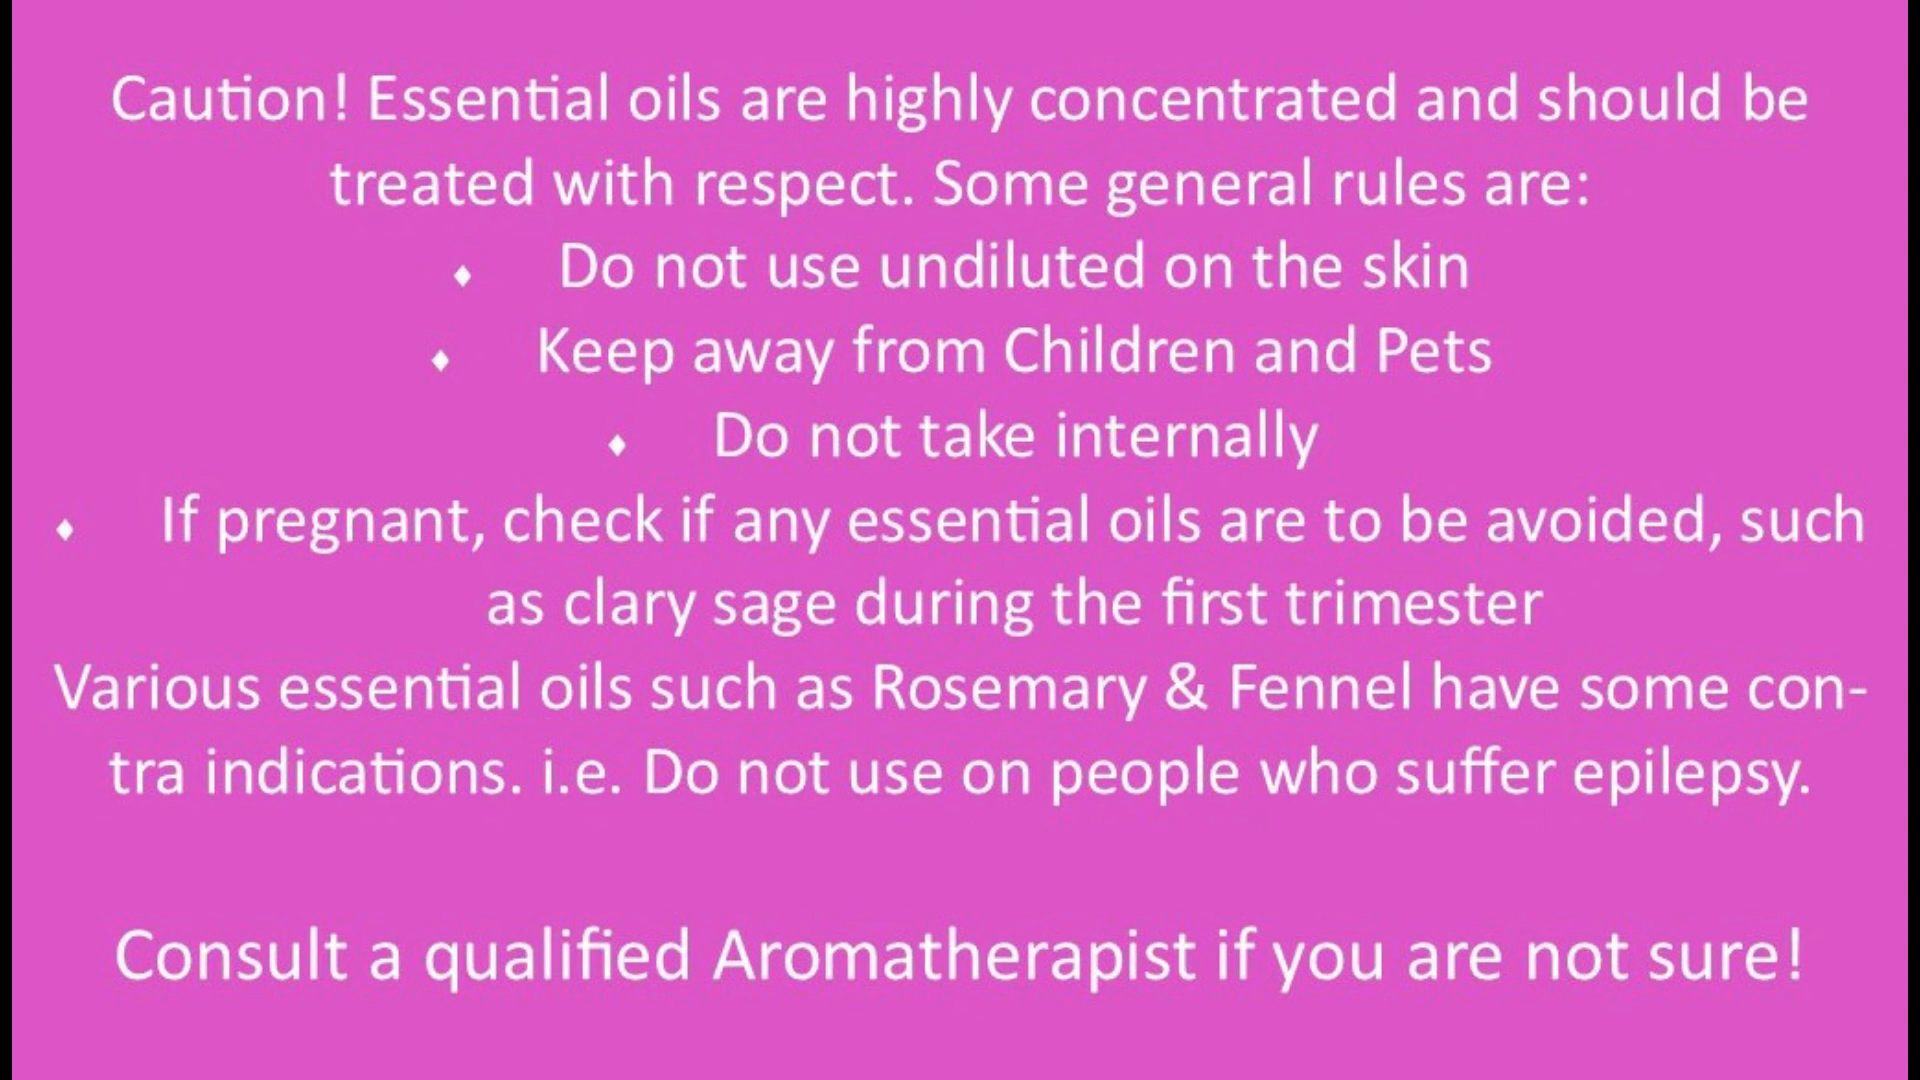 Caution! Essential oils are highly concentrated and should be
treated with respect. Some general rules are:
♦ Do not use undiluted on the skin
♦ Keep away from Children and Pets
♦ Do not take internally
♦ If pregnant, check if any essential oils are to be avoided, such
as clary sage during the first trimester
Various essential oils such as Rosemary & Fennel have some con-
tra indications. i.e. Do not use on people who suffer epilepsy.
Consult a qualified Aromatherapist if you are not sure!